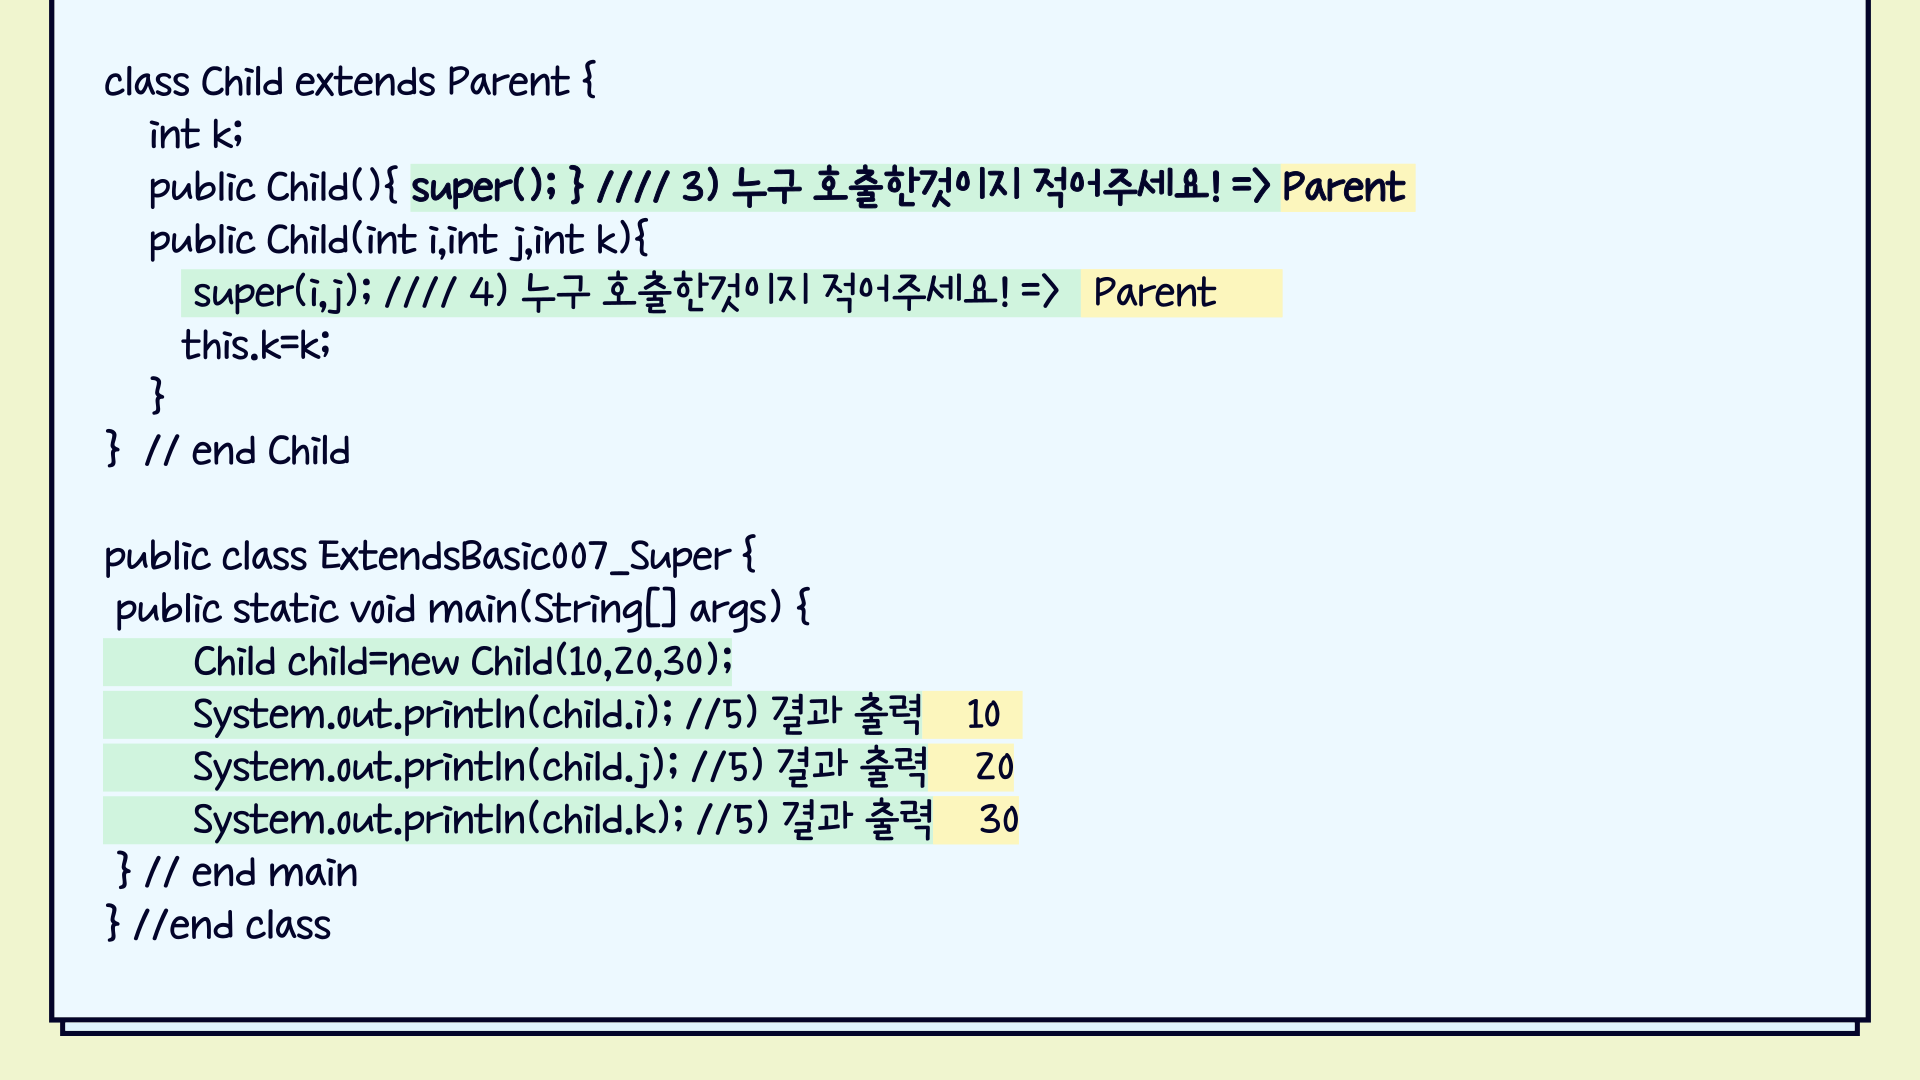 class Child extends Parent {
int k;
public Child(){ super(); } //// 3) 누구 호출한것이지 적어주세요! => Parent
public Child(int i,int j,int k){
super(i,j); //// 4) 누구 호출한것이지 적어주세요! => Parent
this.k=k;
}
} // end Child
public class ExtendsBasic007_Super {
public static void main(String[] args) {
Child child=new Child(10,20,30);
System.out.println(child.i); //5) 결과 출력 10
System.out.println(child.j); //5) 결과 출력 20
System.out.println(child.k); //5) 결과 출력 30
} // end main
} //end class